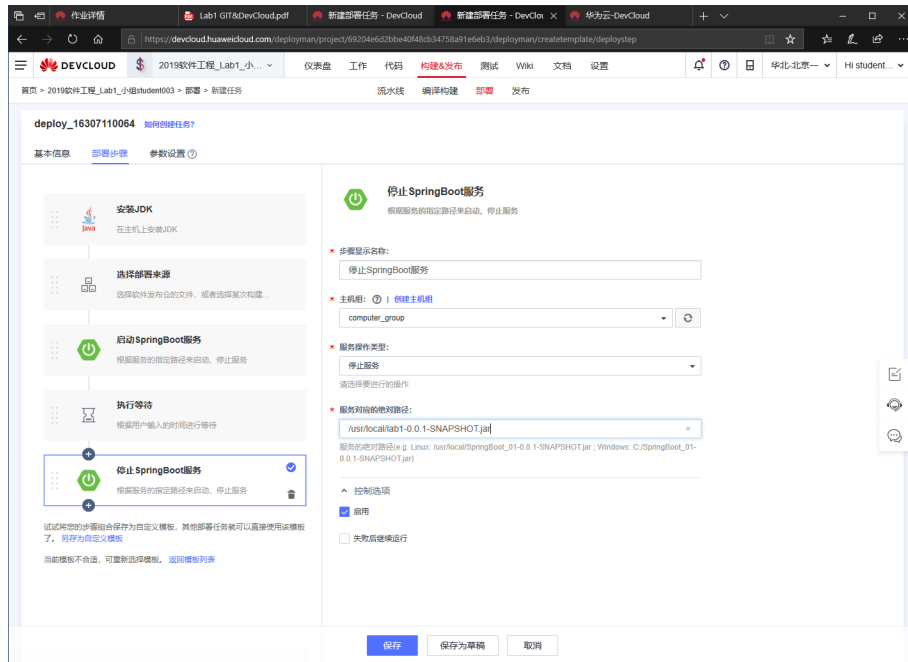 作业详情
Lab1 GIT&DevCloud.pdf
新建部署任务 - DevCloud
新建部署任务 - DevClou
华为云-DevCloud
https://devcloud.huaweicloud.com/deployman/project/69204e6d2bbe40f48cb34758a91e6eb3/deployman/createtemplate/deploystep
DEVCLOUD
2019软件工程_Lab1_小...
仪表盘 工作 代码 构建&发布 测试 Wiki 文档 设置
华北-北京一
Hi student...
首页 > 2019软件工程_Lab1_小组student003 > 部署 > 新建任务
流水线 编译构建 部署 发布
deploy_16307110064 如何创建任务?
基本信息 部署步骤 参数设置
Java
安装JDK
在主机上安装JDK
选择部署来源
选择软件发布仓的文件，或者选择某次构建...
启动SpringBoot服务
根据服务的指定路径来启动、停止服务
执行等待
根据用户输入的时间进行等待
停止SpringBoot服务
根据服务的指定路径来启动、停止服务
试试将您的步骤组合保存为自定义模板，其他部署任务就可以直接使用该模板
了。 另存为自定义模板
当前模板不合适，可重新选择模板。 返回模板列表
停止SpringBoot服务
根据服务的指定路径来启动、停止服务
* 步骤显示名称:
停止SpringBoot服务
* 主机组: | 创建主机组
computer_group
* 服务操作类型:
停止服务
请选择要进行的操作
* 服务对应的绝对路径:
/usr/local/lab1-0.0.1-SNAPSHOT.jar
服务的绝对路径(e.g. Linux: /usr/local/SpringBoot_01-0.0.1-SNAPSHOT.jar ; Windows: C:/SpringBoot_01-
0.0.1-SNAPSHOT.jar)
控制选项
启用
失败后继续运行
保存 保存为草稿 取消